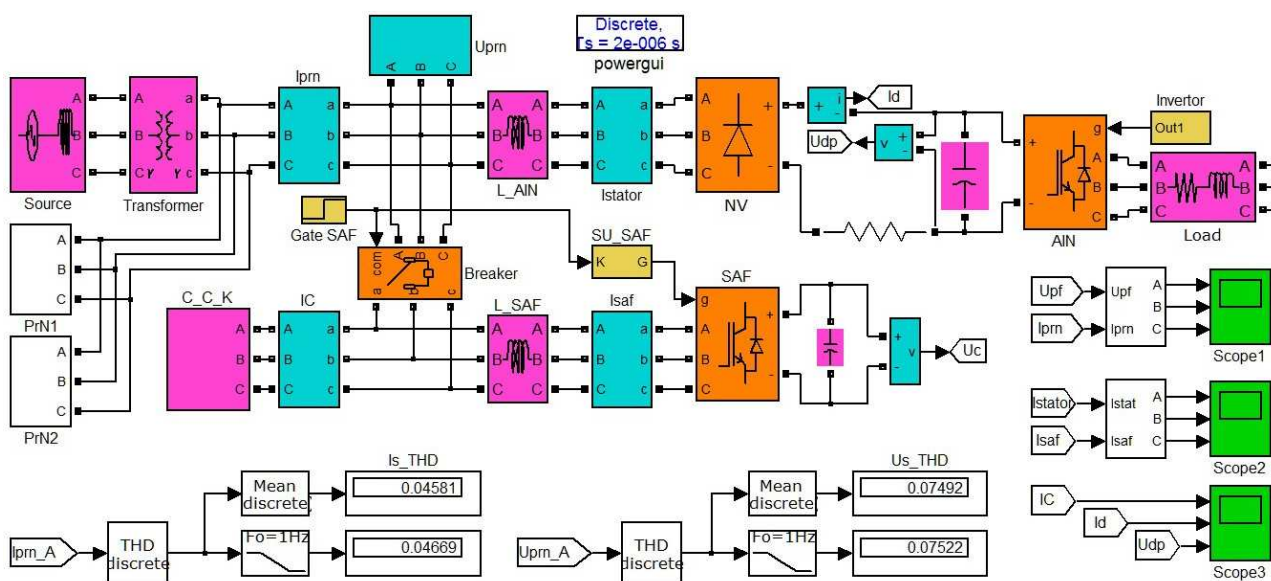 Discrete,
Ts = 2e-006 s
powergui
Uprn
A B C
Iprn
A B C
a b c
Source
A B C
Transformer
A B C
a b c
L_AIN
A B C
A B C
Istator
A B C
a b c
NV
A B C
+ -
+ i -
Id
Udp
v + -
Invertor
Out1
g
+ -
A B C
AIN
A B C
A B C
Load
Gate SAF
PrN1
A B C
PrN2
A B C
com A B C
a b c
Breaker
SU_SAF
K G
C_C_K
A B C
IC
A B C
a b c
L_SAF
A B C
A B C
Isaf
A B C
a b c
SAF
g
A B C
+ -
+ v -
Uc
Upf
Iprn
Upf
Iprn
A B C
Scope1
Istator
Isaf
Istat
Isaf
A B C
Scope2
IC
Id
Udp
Scope3
Iprn_A
THD
discrete
Mean
discrete
Fo=1Hz
Is_THD
0.04581
0.04669
Uprn_A
THD
discrete
Mean
discrete
Fo=1Hz
Us_THD
0.07492
0.07522